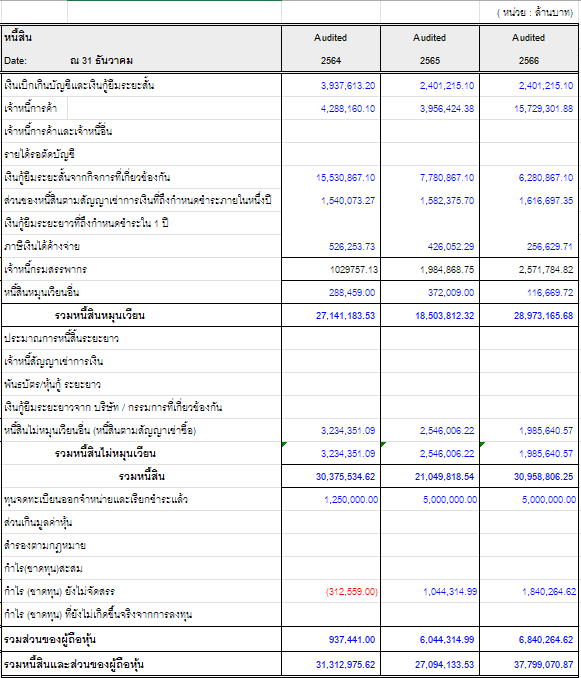 ( หน่วย : ล้านบาท)
หนี้สิน Audited Audited Audited
Date: ณ 31 ธันวาคม 2564 2565 2566
เงินเบิกเกินบัญชีและเงินกู้ยืมระยะสั้น 3,937,613.20 2,401,215.10 2,401,215.10
เจ้าหนี้การค้า 4,288,160.10 3,956,424.38 15,729,301.88
เจ้าหนี้การค้าและเจ้าหนี้อื่น
รายได้รอตัดบัญชี
เงินกู้ยืมระยะสั้นจากกิจการที่เกี่ยวข้องกัน 15,530,867.10 7,780,867.10 6,280,867.10
ส่วนของหนี้สินตามสัญญาเช่าการเงินที่ถึงกำหนดชำระภายในหนึ่งปี 1,540,073.27 1,582,375.70 1,616,697.35
เงินกู้ยืมระยะยาวที่ถึงกำหนดชำระใน 1 ปี
ภาษีเงินได้ค้างจ่าย 526,253.73 426,052.29 256,629.71
เจ้าหนี้กรมสรรพากร 1029757.13 1,984,868.75 2,571,784.82
หนี้สินหมุนเวียนอื่น 288,459.00 372,009.00 116,669.72
รวมหนี้สินหมุนเวียน 27,141,183.53 18,503,812.32 28,973,165.68
ประมาณการหนี้สิ้นระยะยาว
เจ้าหนี้สัญญาเช่าการเงิน
พันธบัตร/หุ้นกู้ ระยะยาว
เงินกู้ยืมระยะยาวจาก บริษัท / กรรมการที่เกี่ยวข้องกัน
หนี้สินไม่หมุนเวียนอื่น (หนี้สินตามสัญญาเช่าซื้อ) 3,234,351.09 2,546,006.22 1,985,640.57
รวมหนี้สินไม่หมุนเวียน 3,234,351.09 2,546,006.22 1,985,640.57
รวมหนี้สิน 30,375,534.62 21,049,818.54 30,958,806.25
ทุนจดทะเบียนออกจำหน่ายและเรียกชำระแล้ว 1,250,000.00 5,000,000.00 5,000,000.00
ส่วนเกินมูลค่าหุ้น
สำรองตามกฎหมาย
กำไร(ขาดทุน)สะสม
กำไร (ขาดทุน) ยังไม่จัดสรร (312,559.00) 1,044,314.99 1,840,264.62
กำไร (ขาดทุน) ที่ยังไม่เกิดขึ้นจริงจากการลงทุน
รวมส่วนของผู้ถือหุ้น 937,441.00 6,044,314.99 6,840,264.62
รวมหนี้สินและส่วนของผู้ถือหุ้น 31,312,975.62 27,094,133.53 37,799,070.87